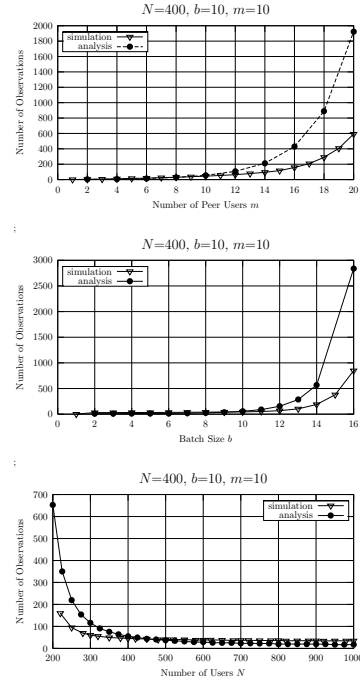 N=400, b=10, m=10
2000
1800
1600
1400
1200
1000
800
600
400
200
0
simulation
analysis
Number of Observations
0 2 4 6 8 10 12 14 16 18 20
Number of Peer Users m
;
N=400, b=10, m=10
3000
2500
2000
1500
1000
500
0
simulation
analysis
Number of Observations
0 2 4 6 8 10 12 14 16
Batch Size b
;
N=400, b=10, m=10
700
600
500
400
300
200
100
0
simulation
analysis
Number of Observations
200 300 400 500 600 700 800 900 1000
Number of Users N